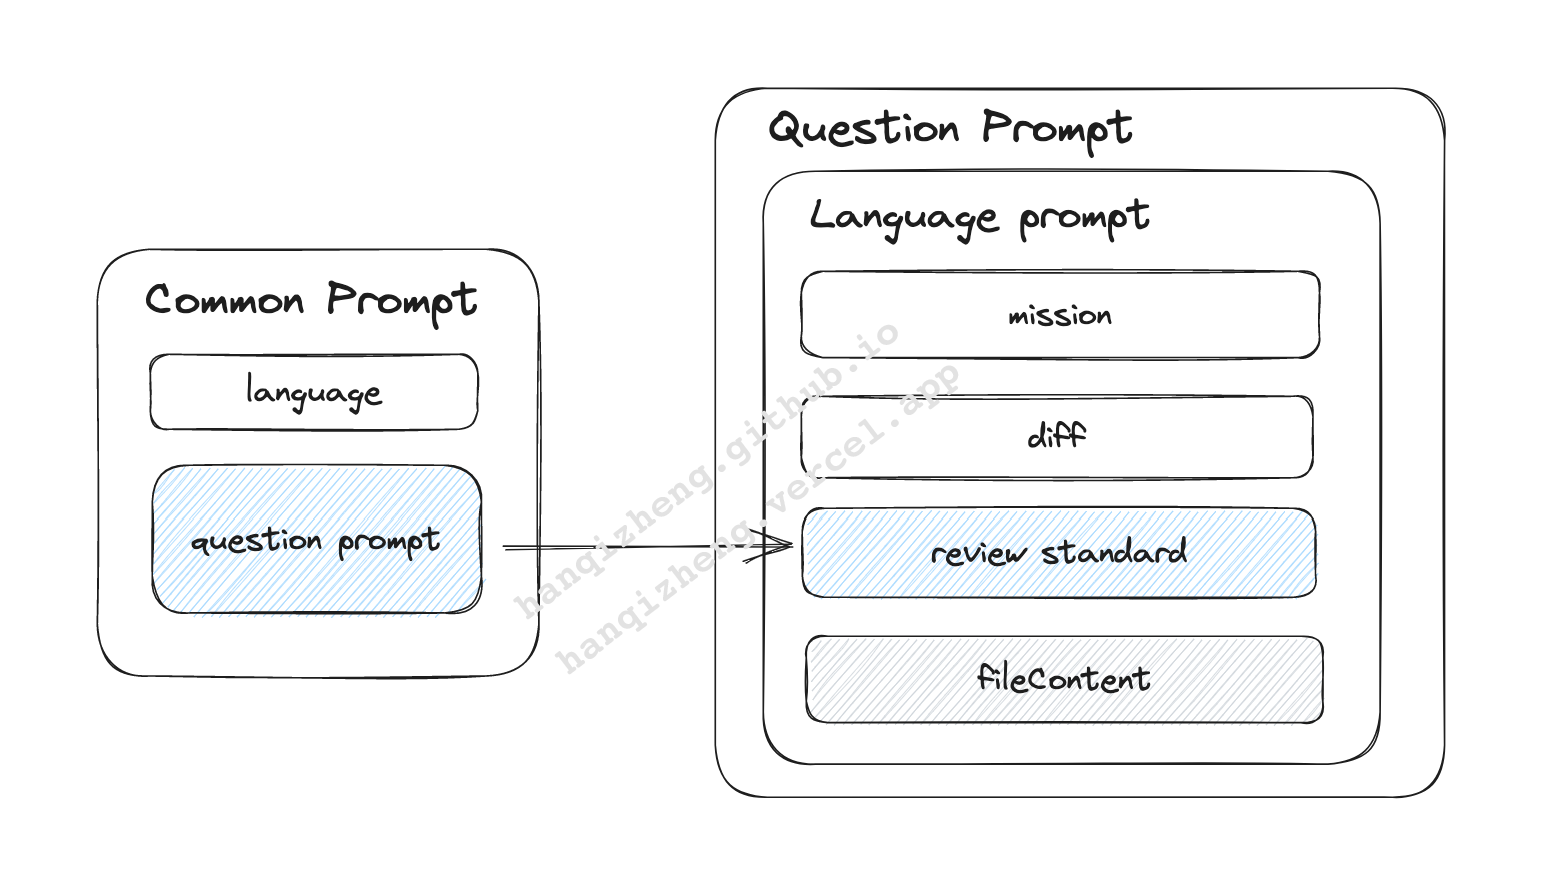 Common Prompt
language
question prompt
Question Prompt
Language prompt
mission
diff
review standard
fileContent
hanqizheng.github.io
hanqizheng.vercel.app